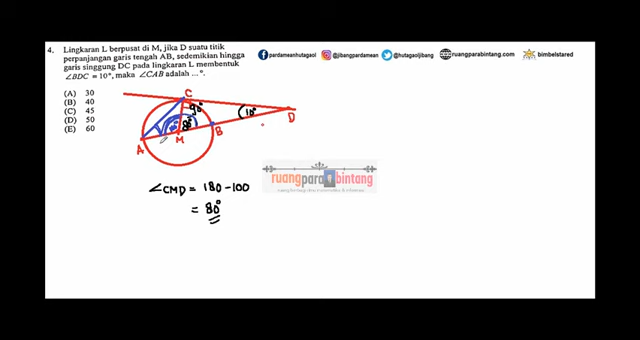 4. Lingkaran L berpusat di M, jika D suatu titik
perpanjangan garis tengah AB, sedemikian hingga
garis singgung DC pada lingkaran L membentuk
∠BDC = 10°, maka ∠CAB adalah ...°.
pardameanhutagaol @jibangpardamean @hutagaoljibang ruangparabintang.com bimbelstared
(A) 30
(B) 40
(C) 45
(D) 50
(E) 60
C
90°
10°
D
80°
B
A
M
ruangparabintang
∠CMD = 180 - 100
= 80°